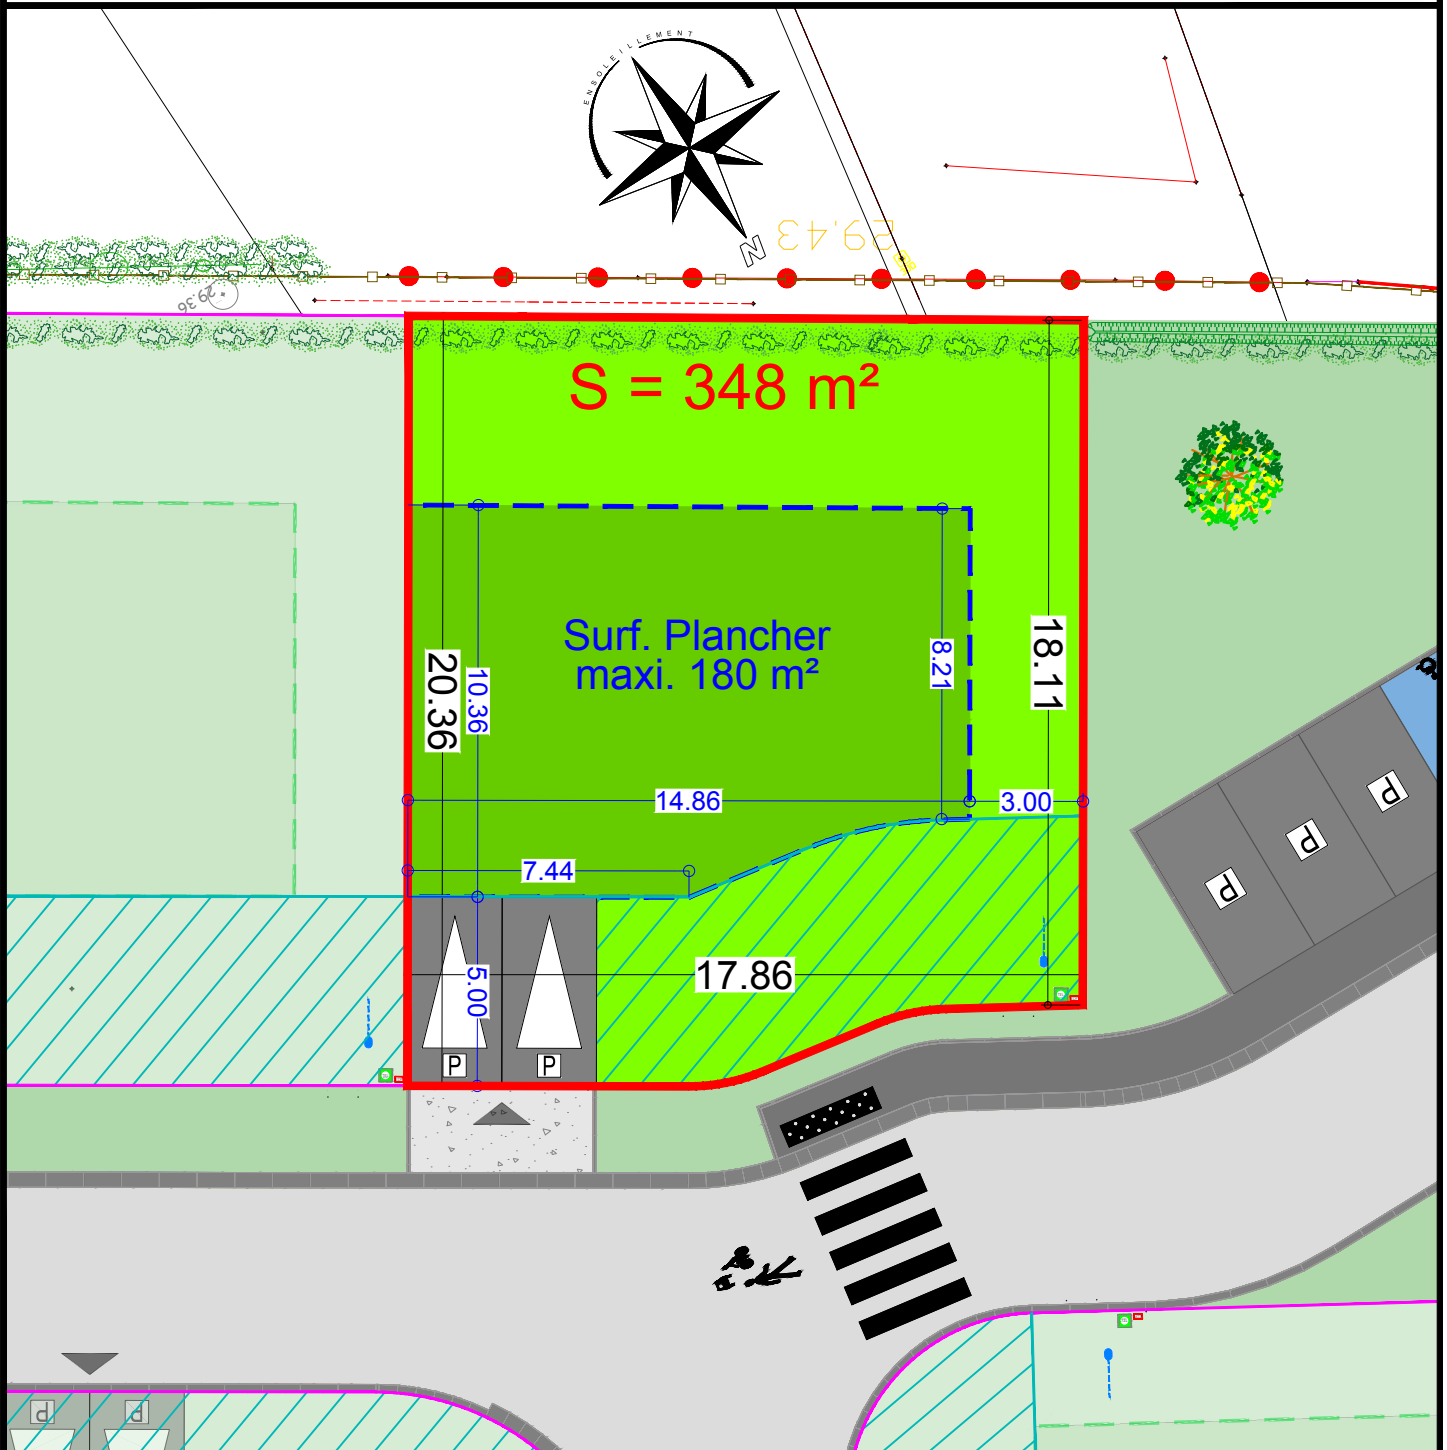 ENSOLEILLEMENT
N
29.43
29.36
S = 348 m²
Surf. Plancher
maxi. 180 m²
20.36
10.36
8.21
18.11
14.86
3.00
7.44
5.00
17.86
P
P
P
P
P
P
P